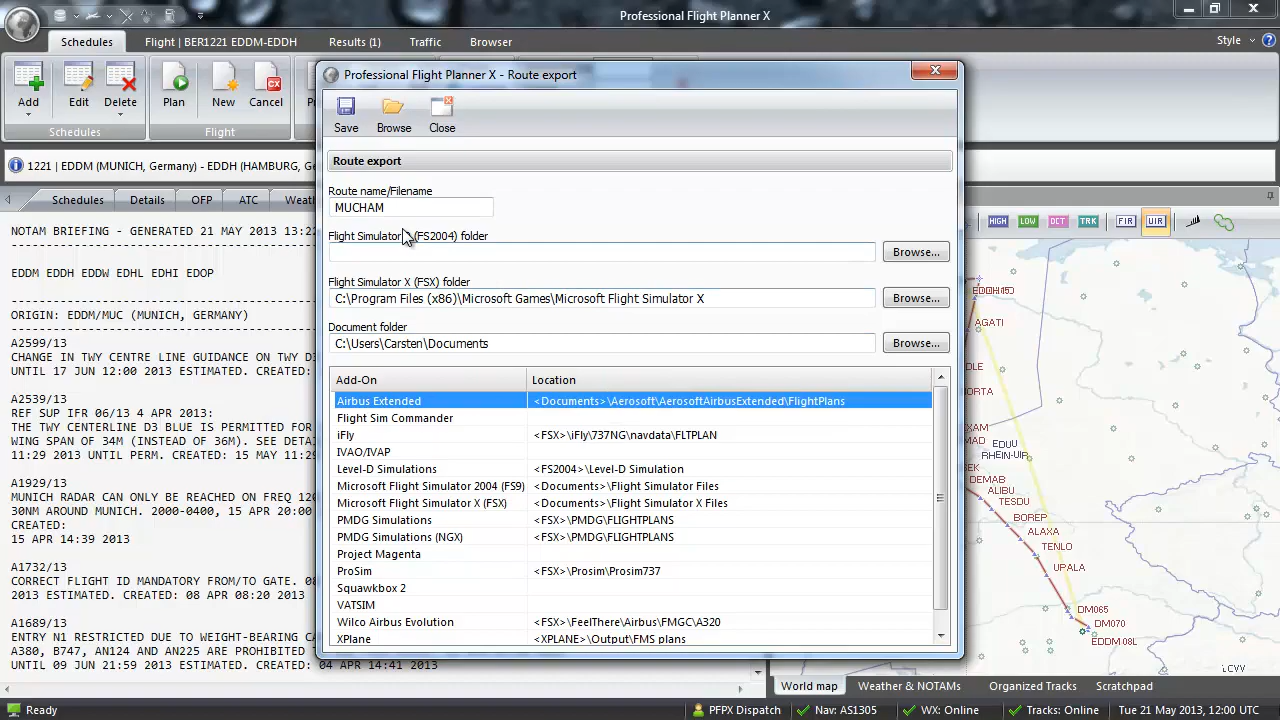 Professional Flight Planner X
Schedules
Flight | BER1221 EDDM-EDDH
Results (1)
Traffic
Browser
Style
Add
Edit
Delete
Plan
New
Cancel
Schedules
Flight
1221 | EDDM (MUNICH, Germany) - EDDH (HAMBURG, Ge
Schedules
Details
OFP
ATC
Weath
NOTAM BRIEFING - GENERATED 21 MAY 2013 13:2
EDDM EDDH EDDW EDHL EDHI EDOP
ORIGIN: EDDM/MUC (MUNICH, GERMANY)
A2599/13
CHANGE IN TWY CENTRE LINE GUIDANCE ON TWY D3
UNTIL 17 JUN 12:00 2013 ESTIMATED. CREATED:
A2539/13
REF SUP IFR 06/13 4 APR 2013:
THE TWY CENTERLINE D3 BLUE IS PERMITTED FOR
WING SPAN OF 34M (INSTEAD OF 36M). SEE DETAI
11:29 2013 UNTIL PERM. CREATED: 15 MAY 11:29
A1929/13
MUNICH RADAR CAN ONLY BE REACHED ON FREQ 120
30NM AROUND MUNICH. 2000-0400, 15 APR 20:00
CREATED:
15 APR 14:39 2013
A1732/13
CORRECT FLIGHT ID MANDATORY FROM/TO GATE. 08
2013 ESTIMATED. CREATED: 08 APR 08:20 2013
A1689/13
ENTRY N1 RESTRICTED DUE TO WEIGHT-BEARING CA
A380, B747, AN124 AND AN225 ARE PROHIBITED
UNTIL 09 JUN 21:59 2013 ESTIMATED. CREATED: 04 APR 14:41 2013
Professional Flight Planner X - Route export
Save
Browse
Close
Route export
Route name/Filename
MUCHAM
Flight Simulator (FS2004) folder
Browse...
Flight Simulator X (FSX) folder
C:\Program Files (x86)\Microsoft Games\Microsoft Flight Simulator X
Browse...
Document folder
C:\Users\Carsten\Documents
Browse...
Add-On Location
Airbus Extended <Documents>\Aerosoft\AerosoftAirbusExtended\FlightPlans
Flight Sim Commander
iFly <FSX>\iFly\737NG\navdata\FLTPLAN
IVAO/IVAP
Level-D Simulations <FS2004>\Level-D Simulation
Microsoft Flight Simulator 2004 (FS9) <Documents>\Flight Simulator Files
Microsoft Flight Simulator X (FSX) <Documents>\Flight Simulator X Files
PMDG Simulations <FSX>\PMDG\FLIGHTPLANS
PMDG Simulations (NGX) <FSX>\PMDG\FLIGHTPLANS
Project Magenta
ProSim <FSX>\Prosim\Prosim737
Squawkbox 2
VATSIM
Wilco Airbus Evolution <FSX>\FeelThere\Airbus\FMGC\A320
XPlane <XPLANE>\Output\FMS plans
HIGH
LOW
DCT
TRK
FIR
UIR
AGATI
EDUU
RHEIN-UIR
DEMAB
ALIBU
TESDU
BOREP
ALAXA
TENLO
UPALA
DM065
DM070
EDDM 08L
World map
Weather & NOTAMs
Organized Tracks
Scratchpad
Ready
PFPX Dispatch
Nav: AS1305
WX: Online
Tracks: Online
Tue 21 May 2013, 12:00 UTC